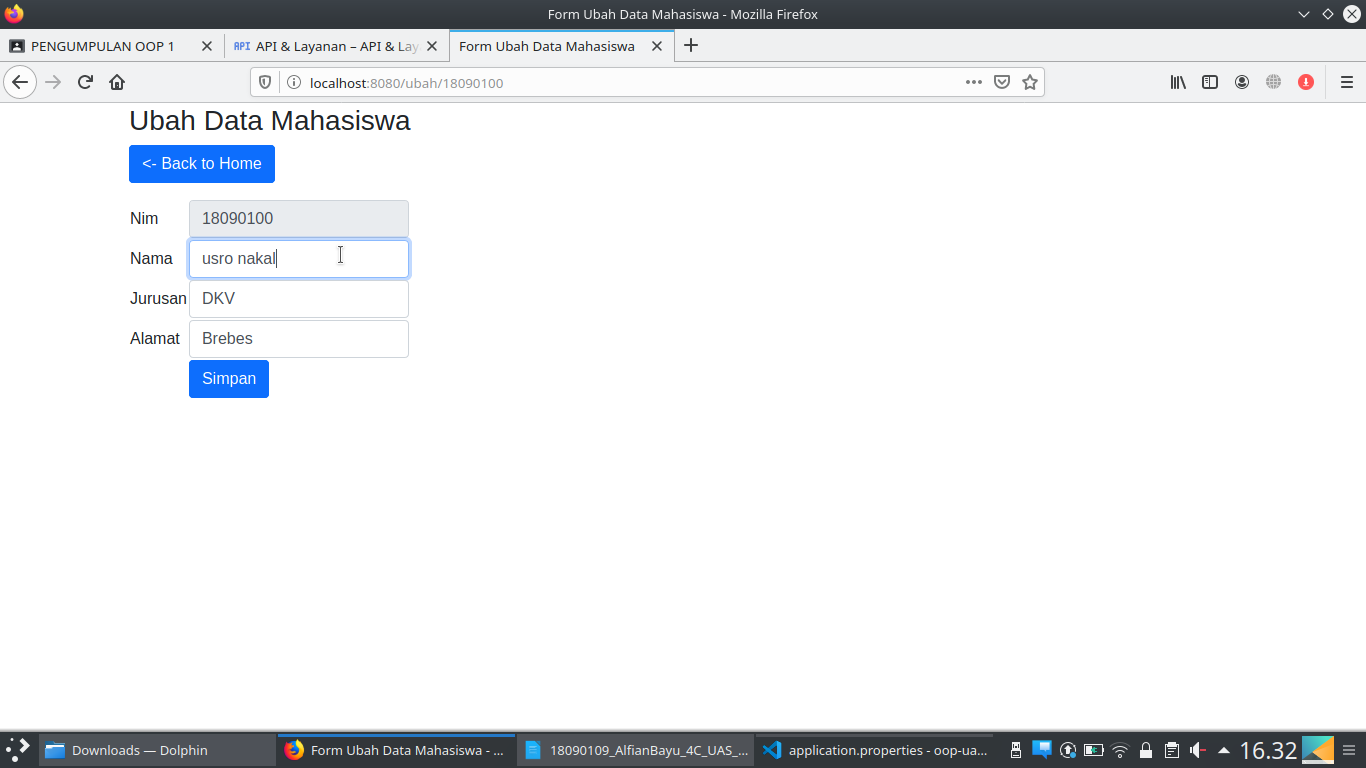 Form Ubah Data Mahasiswa - Mozilla Firefox
PENGUMPULAN OOP 1
API API & Layanan – API & Lay
Form Ubah Data Mahasiswa
localhost:8080/ubah/18090100
Ubah Data Mahasiswa
<- Back to Home
Nim 18090100
Nama usro nakal
Jurusan DKV
Alamat Brebes
Simpan
Downloads — Dolphin
Form Ubah Data Mahasiswa - ...
18090109_AlfianBayu_4C_UAS_...
application.properties - oop-ua...
16.32